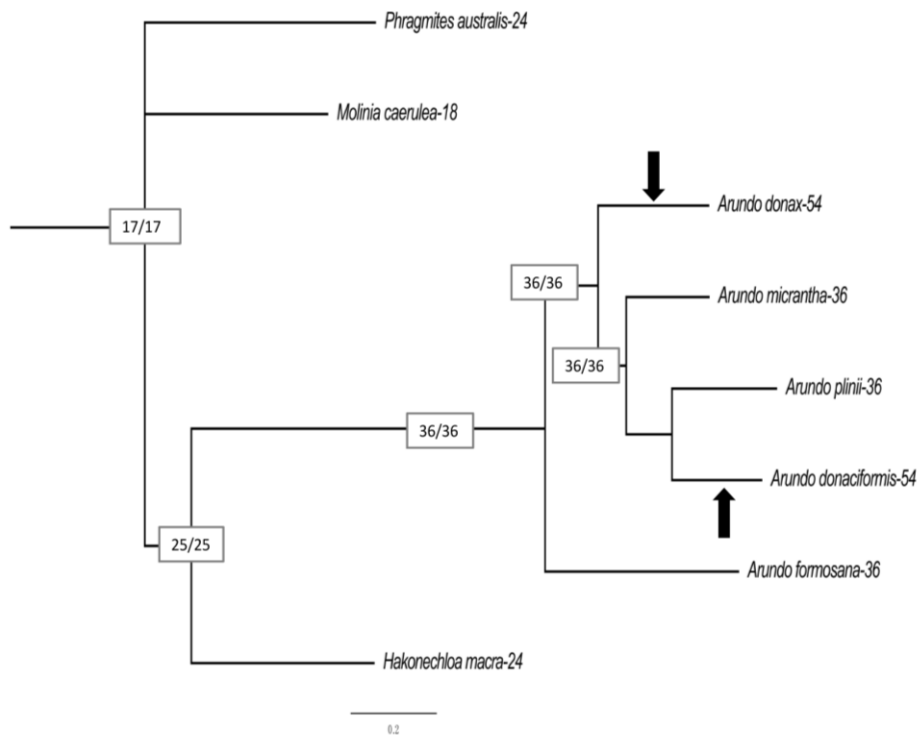 Phragmites australis-24
Molinia caerulea-18
Arundo donax-54
17/17
36/36
Arundo micrantha-36
36/36
Arundo plinii-36
36/36
Arundo donaciformis-54
25/25
Arundo formosana-36
Hakonechloa macra-24
0.2